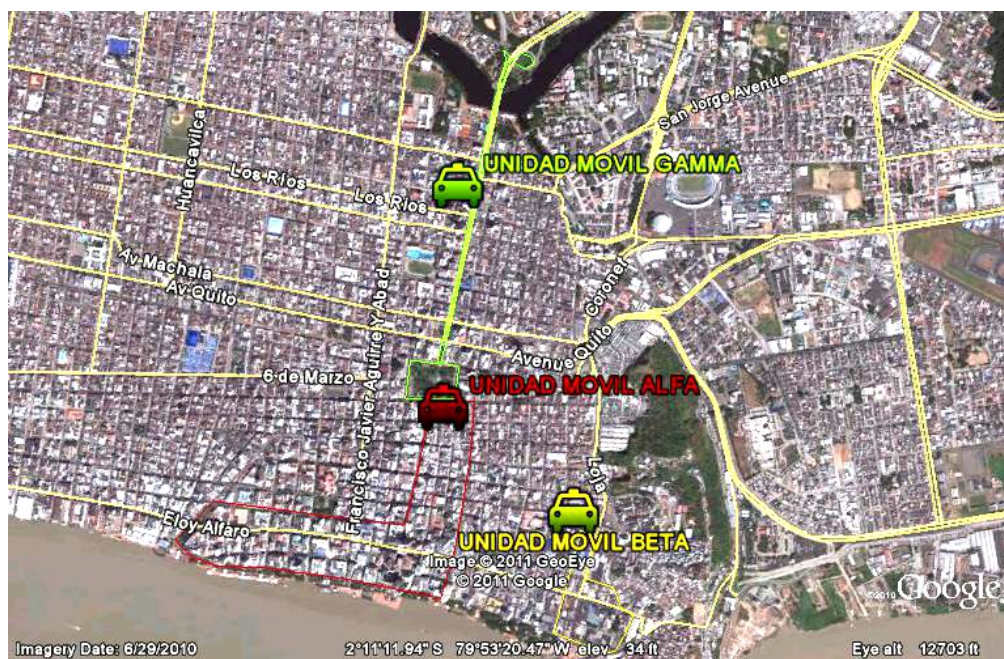 San Jorge Avenue
UNIDAD MOVIL GAMMA
Huancavilca
Los Ríos
Los Ríos
Av Machala
Av Quito
Francisco Javier Aguirre Y Abad
Coronel
Avenue Quito
6 de Marzo
UNIDAD MOVIL ALFA
Loja
Eloy Alfaro
UNIDAD MOVIL BETA
Image © 2011 GeoEye
© 2011 Google
©2010 Google
Imagery Date: 6/29/2010 2°11'11.94" S 79°53'20.47" W elev 34 ft Eye alt 12703 ft